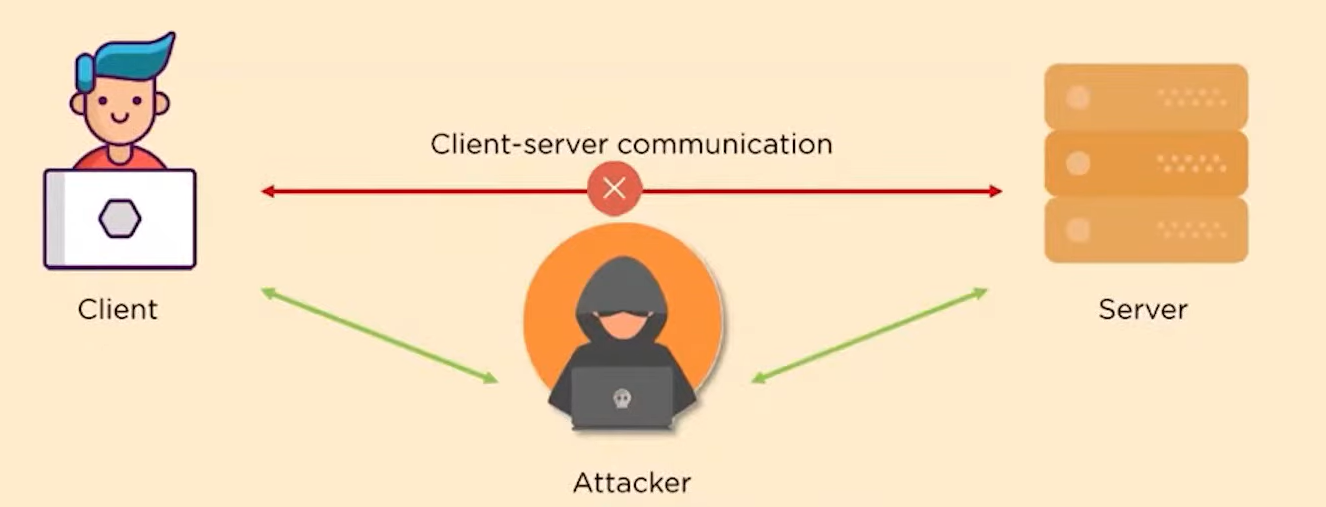 Client-server communication
Client
Server
Attacker